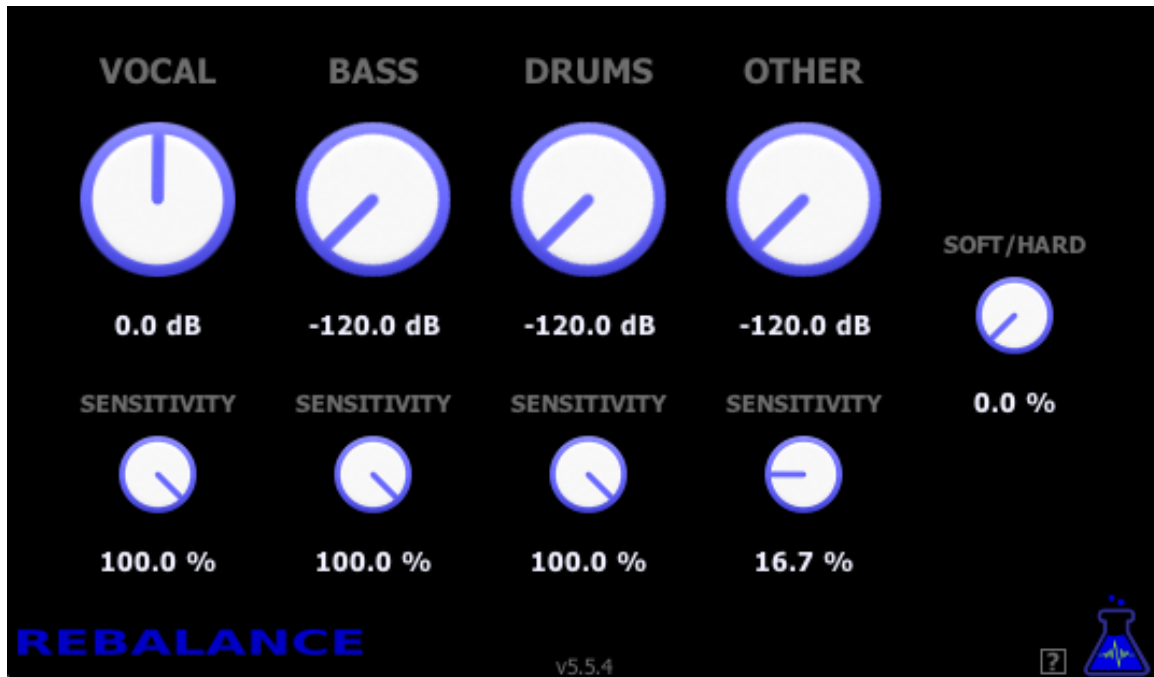 VOCAL BASS DRUMS OTHER
SOFT/HARD
0.0 dB -120.0 dB -120.0 dB -120.0 dB
SENSITIVITY SENSITIVITY SENSITIVITY SENSITIVITY 0.0 %
100.0 % 100.0 % 100.0 % 16.7 %
REBALANCE
v5.5.4 ?